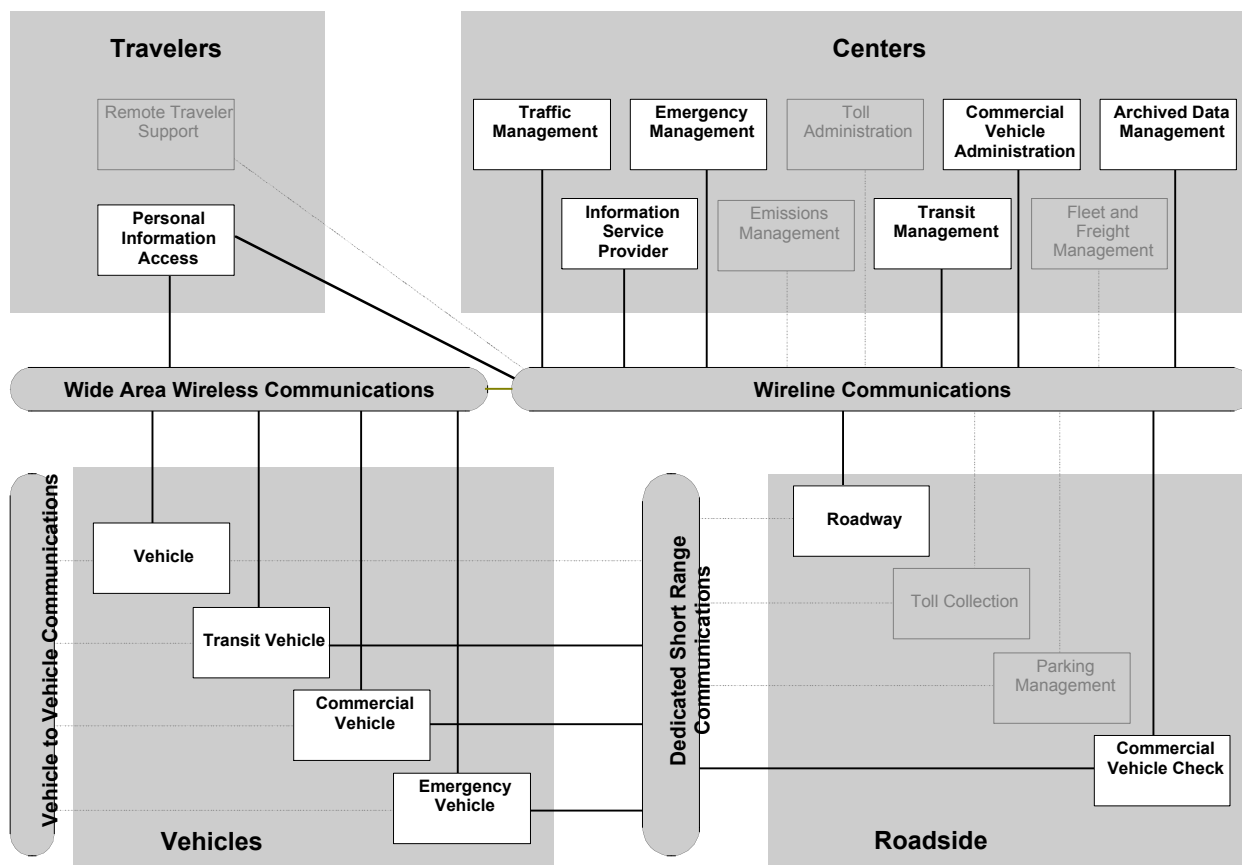 Travelers
Remote Traveler
Support
Personal
Information
Access
Centers
Traffic
Management
Emergency
Management
Toll
Administration
Commercial
Vehicle
Administration
Archived Data
Management
Information
Service
Provider
Emissions
Management
Transit
Management
Fleet and
Freight
Management
Wide Area Wireless Communications
Wireline Communications
Vehicle to Vehicle Communications
Vehicle
Transit Vehicle
Commercial
Vehicle
Emergency
Vehicle
Vehicles
Dedicated Short Range
Communications
Roadway
Toll Collection
Parking
Management
Commercial
Vehicle Check
Roadside